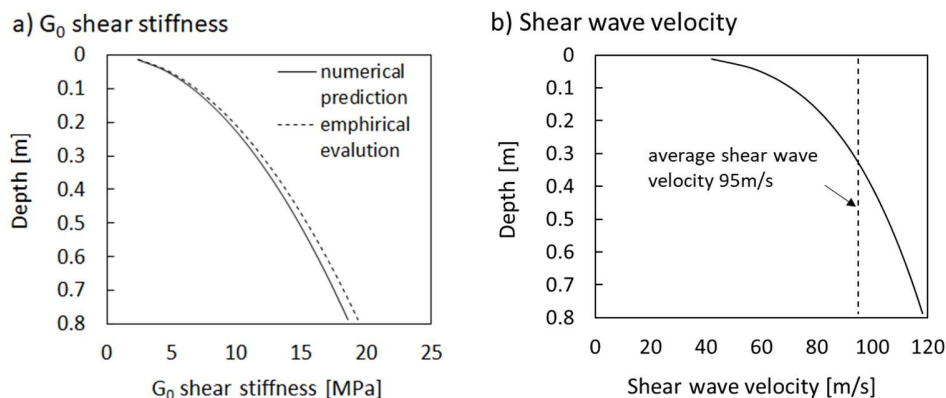 a) G₀ shear stiffness
0
0.1
0.2
0.3
0.4
0.5
0.6
0.7
0.8
Depth [m]
numerical
prediction
emphirical
evalution
0 5 10 15 20 25
G₀ shear stiffness [MPa]
b) Shear wave velocity
0
0.1
0.2
0.3
0.4
0.5
0.6
0.7
0.8
Depth [m]
average shear wave
velocity 95m/s
0 20 40 60 80 100 120
Shear wave velocity [m/s]